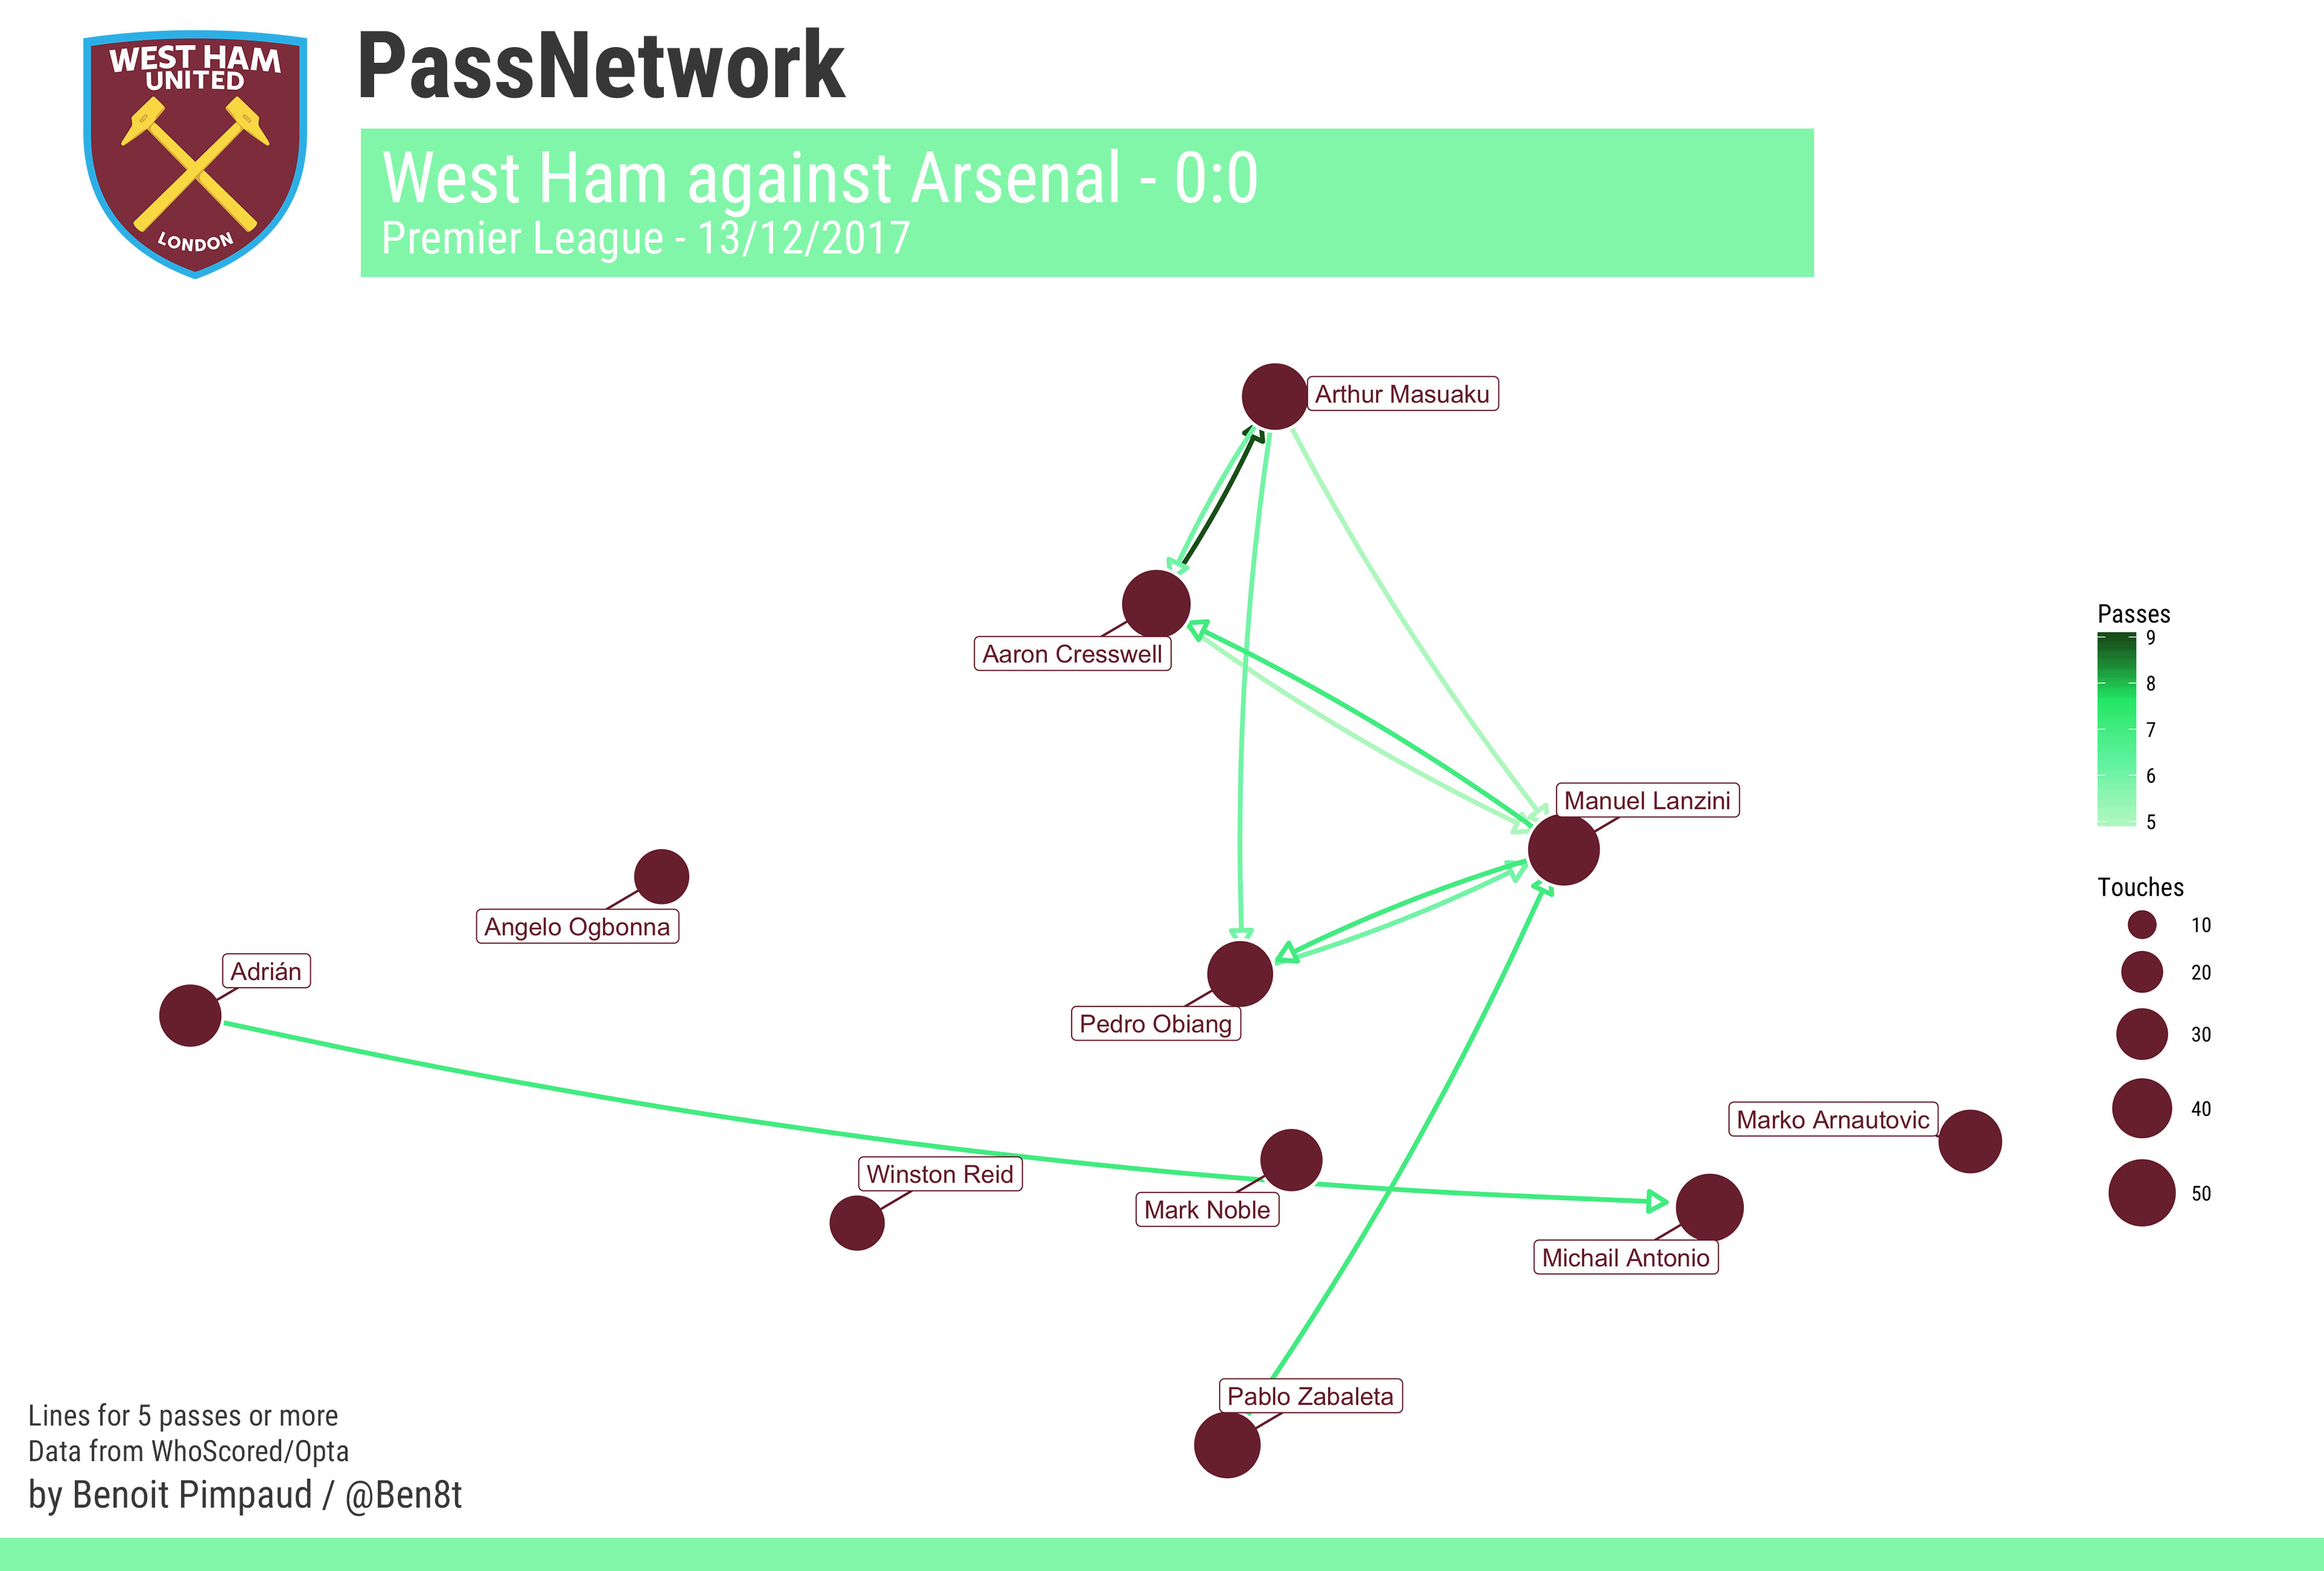 WEST HAM
UNITED
LONDON
PassNetwork
West Ham against Arsenal - 0:0
Premier League - 13/12/2017
Arthur Masuaku
Aaron Cresswell
Manuel Lanzini
Angelo Ogbonna
Adrián
Pedro Obiang
Marko Arnautovic
Winston Reid
Mark Noble
Michail Antonio
Pablo Zabaleta
Passes
9
8
7
6
5
Touches
10
20
30
40
50
Lines for 5 passes or more
Data from WhoScored/Opta
by Benoit Pimpaud / @Ben8t